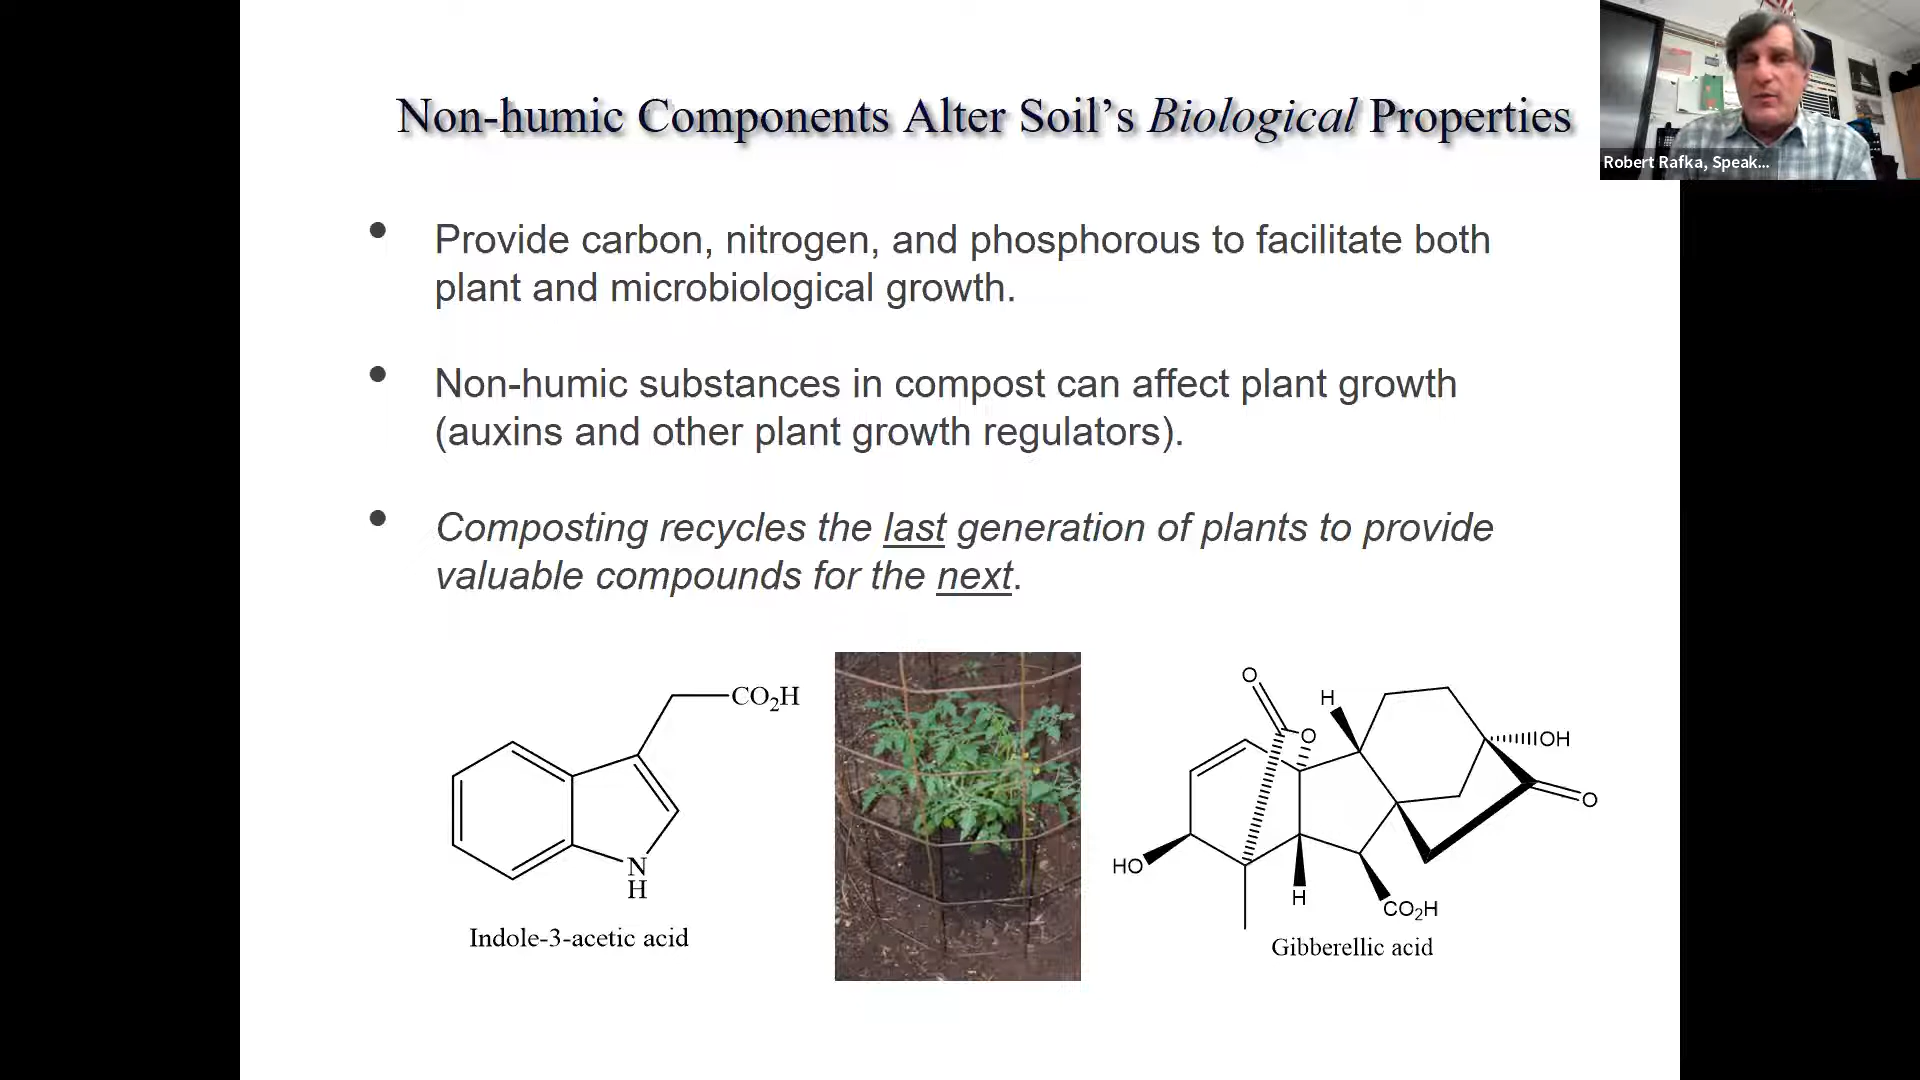 Non-humic Components Alter Soil’s Biological Properties
Robert Rafka, Speak...
• Provide carbon, nitrogen, and phosphorous to facilitate both
plant and microbiological growth.
• Non-humic substances in compost can affect plant growth
(auxins and other plant growth regulators).
• Composting recycles the last generation of plants to provide
valuable compounds for the next.
CO2H
N
H
Indole-3-acetic acid
O
H
O
OH
O
HO
H
CO2H
Gibberellic acid